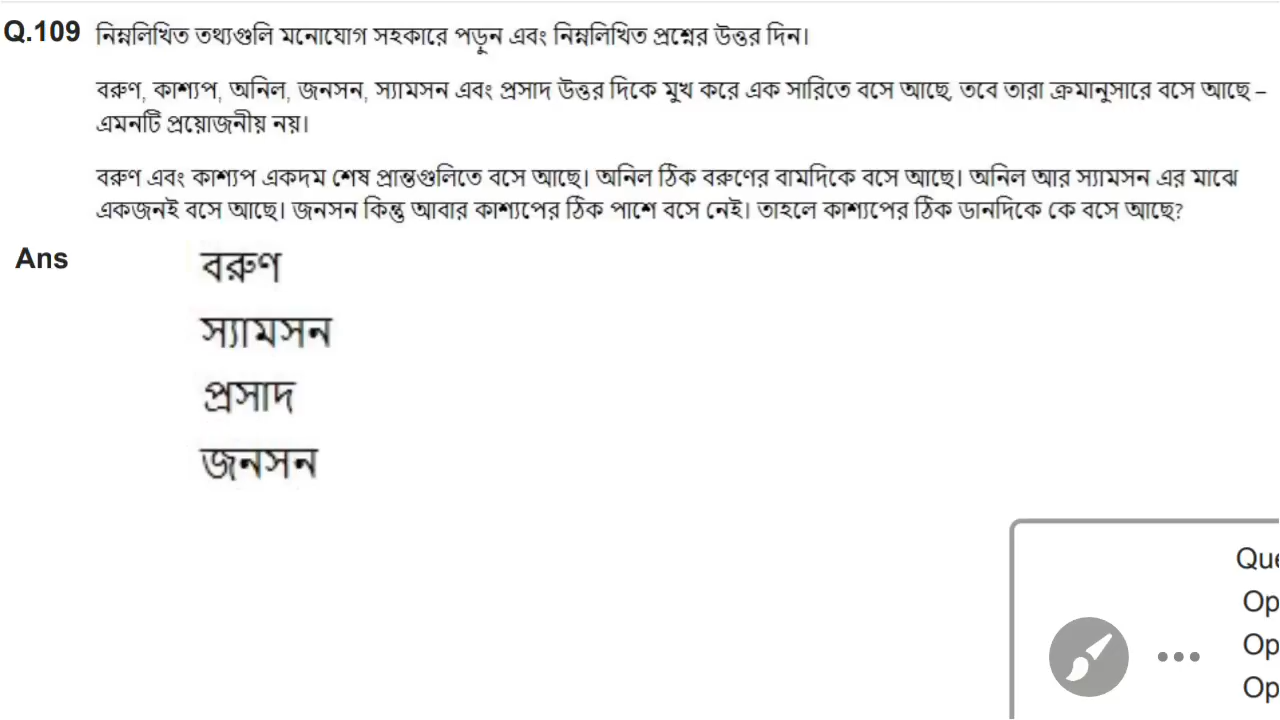 Q.109 নিম্নলিখিত তথ্যগুলি মনোযোগ সহকারে পড়ুন এবং নিম্নলিখিত প্রশ্নের উত্তর দিন।
বরুণ, কাশ্যপ, অনিল, জনসন, স্যামসন এবং প্রসাদ উত্তর দিকে মুখ করে এক সারিতে বসে আছে, তবে তারা ক্রমানুসারে বসে আছে –
এমনটি প্রয়োজনীয় নয়।
বরুণ এবং কাশ্যপ একদম শেষ প্রান্তগুলিতে বসে আছে। অনিল ঠিক বরুণের বামদিকে বসে আছে। অনিল আর স্যামসন এর মাঝে
একজনই বসে আছে। জনসন কিন্তু আবার কাশ্যপের ঠিক পাশে বসে নেই। তাহলে কাশ্যপের ঠিক ডানদিকে কে বসে আছে?
Ans বরুণ
স্যামসন
প্রসাদ
জনসন
Que
Op
Op
Op